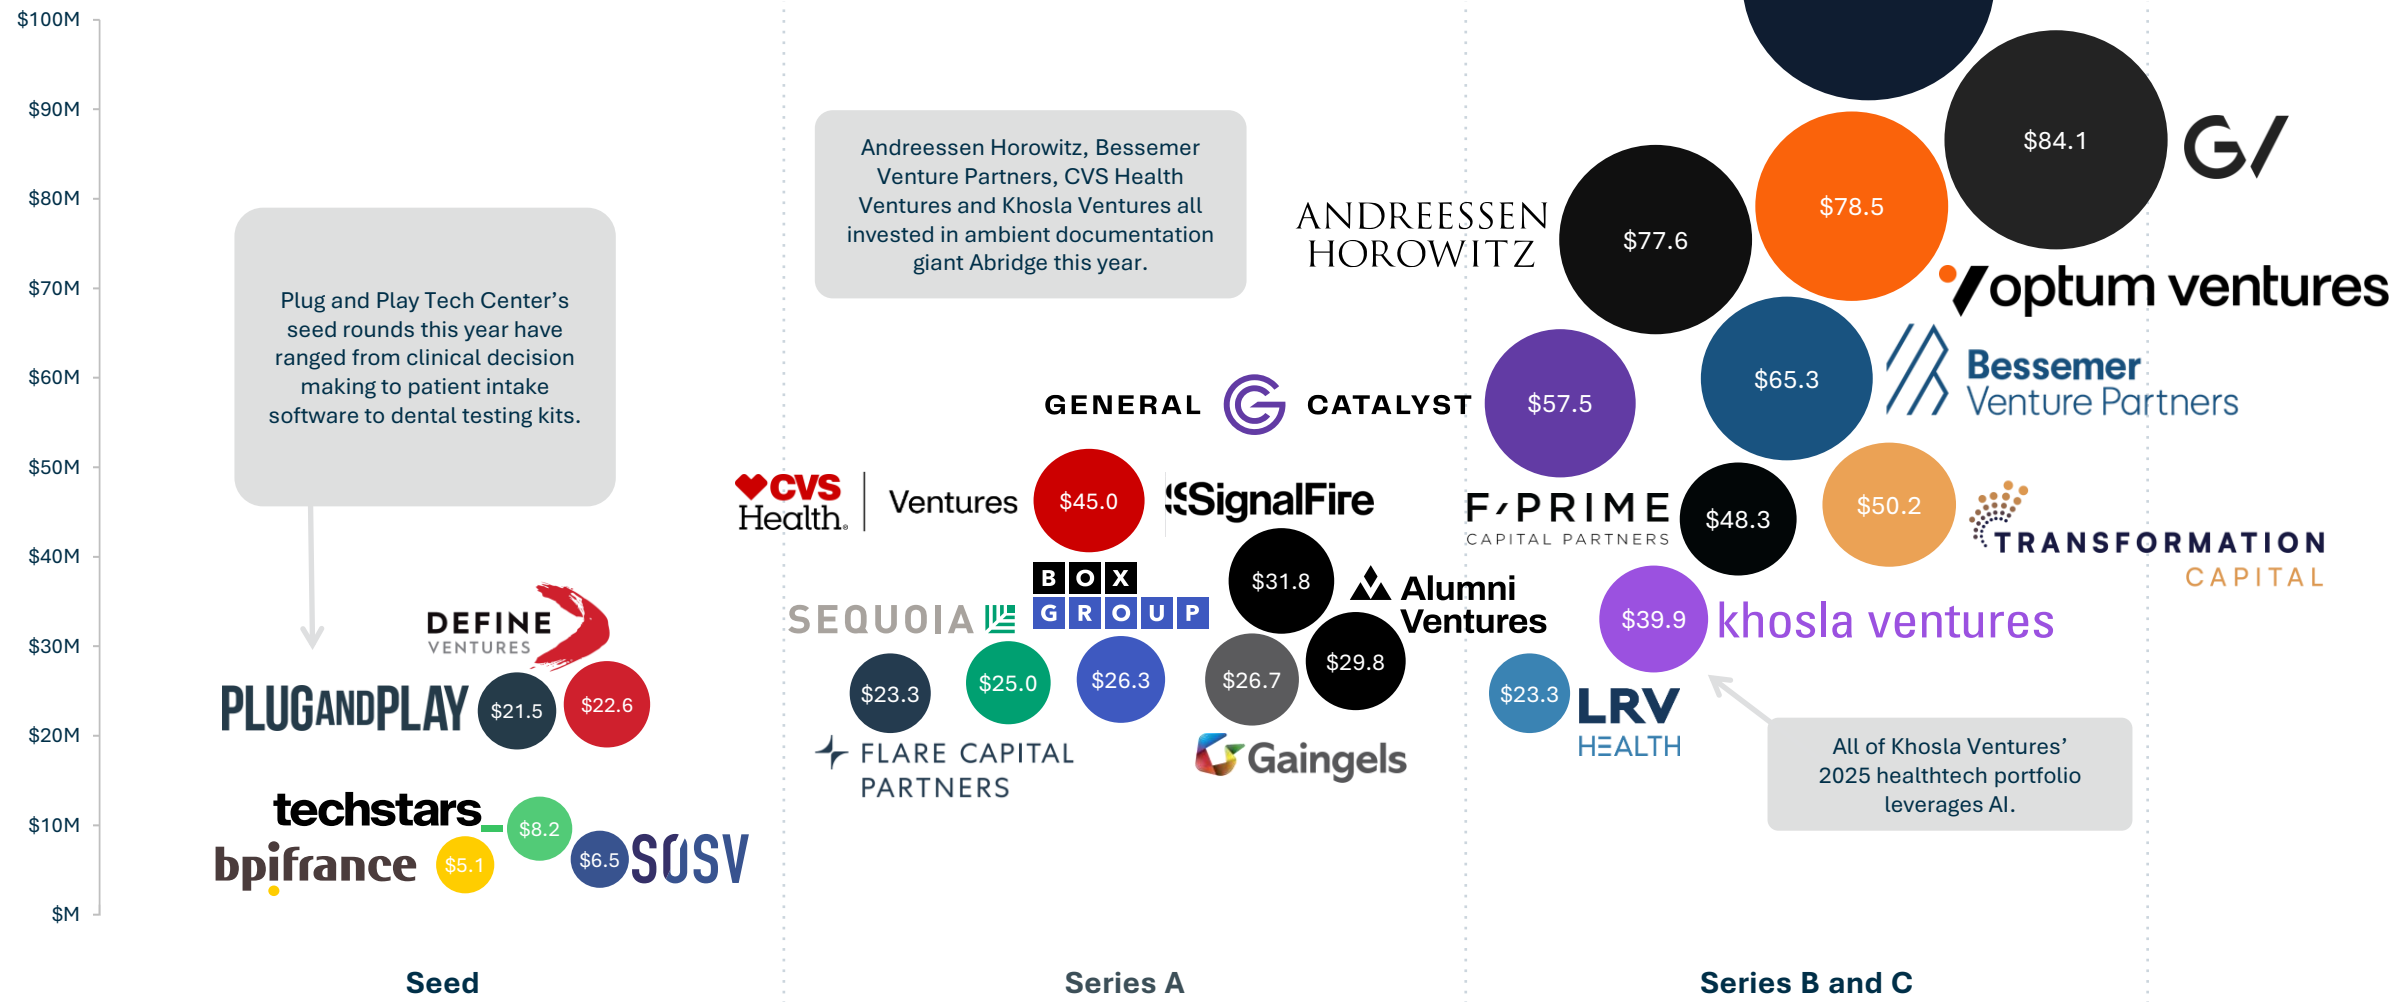 $100M
$90M
$80M
$70M
$60M
$50M
$40M
$30M
$20M
$10M
$M
Plug and Play Tech Center’s
seed rounds this year have
ranged from clinical decision
making to patient intake
software to dental testing kits.
DEFINE
VENTURES
PLUGANDPLAY
$21.5
$22.6
techstars_
$8.2
bpifrance
$5.1
$6.5
SOSV
Seed
Andreessen Horowitz, Bessemer
Venture Partners, CVS Health
Ventures and Khosla Ventures all
invested in ambient documentation
giant Abridge this year.
ANDREESSEN
HOROWITZ
GENERAL CATALYST
CVS
Health.
Ventures
$45.0
SignalFire
$31.8
BOX
GROUP
SEQUOIA
Alumni
Ventures
$23.3
$25.0
$26.3
$26.7
$29.8
FLARE CAPITAL
PARTNERS
Gaingels
Series A
$84.1
GV
$78.5
$77.6
optum ventures
$65.3
Bessemer
Venture Partners
$57.5
F-PRIME
CAPITAL PARTNERS
$48.3
$50.2
TRANSFORMATION
CAPITAL
$39.9
khosla ventures
$23.3
LRV
HEALTH
All of Khosla Ventures’
2025 healthtech portfolio
leverages AI.
Series B and C